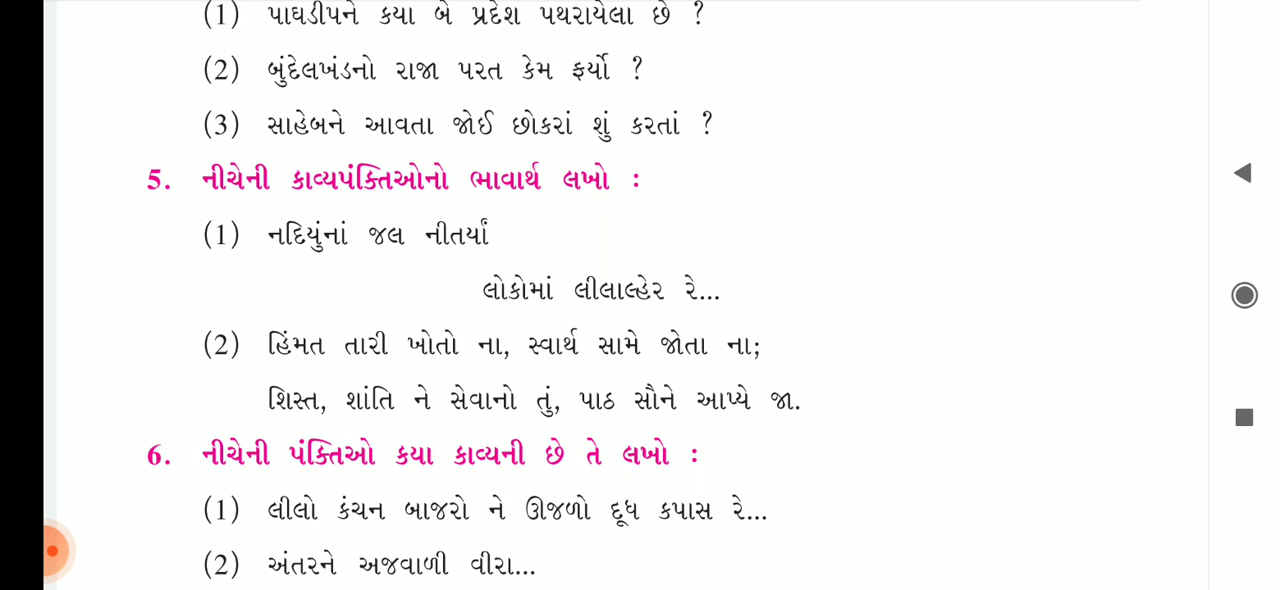 (1) પાઘડીપને કયા બે પ્રદેશ પથરાયેલા છે ?
(2) બુંદેલખંડનો રાજા પરત કેમ ફર્યો ?
(3) સાહેબને આવતા જોઈ છોકરાં શું કરતાં ?
5. નીચેની કાવ્યપંક્તિઓનો ભાવાર્થ લખો :
(1) નદિયુંનાં જલ નીતર્યાં
લોકોમાં લીલાલ્હેર રે...
(2) હિંમત તારી ખોતો ના, સ્વાર્થ સામે જોતા ના;
શિસ્ત, શાંતિ ને સેવાનો તું, પાઠ સૌને આપ્યે જા.
6. નીચેની પંક્તિઓ કયા કાવ્યની છે તે લખો :
(1) લીલો કંચન બાજરો ને ઊજળો દૂધ કપાસ રે...
(2) અંતરને અજવાળી વીરા...